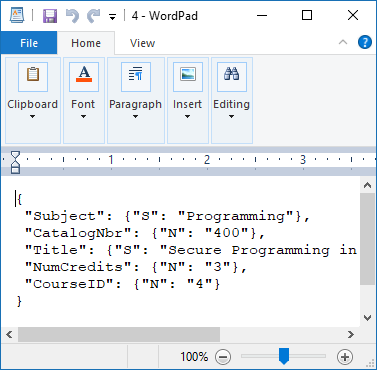 4 - WordPad
File Home View
Clipboard Font Paragraph Insert Editing
1 2 3
{
"Subject": {"S": "Programming"},
"CatalogNbr": {"N": "400"},
"Title": {"S": "Secure Programming in
"NumCredits": {"N": "3"},
"CourseID": {"N": "4"}
}
100%